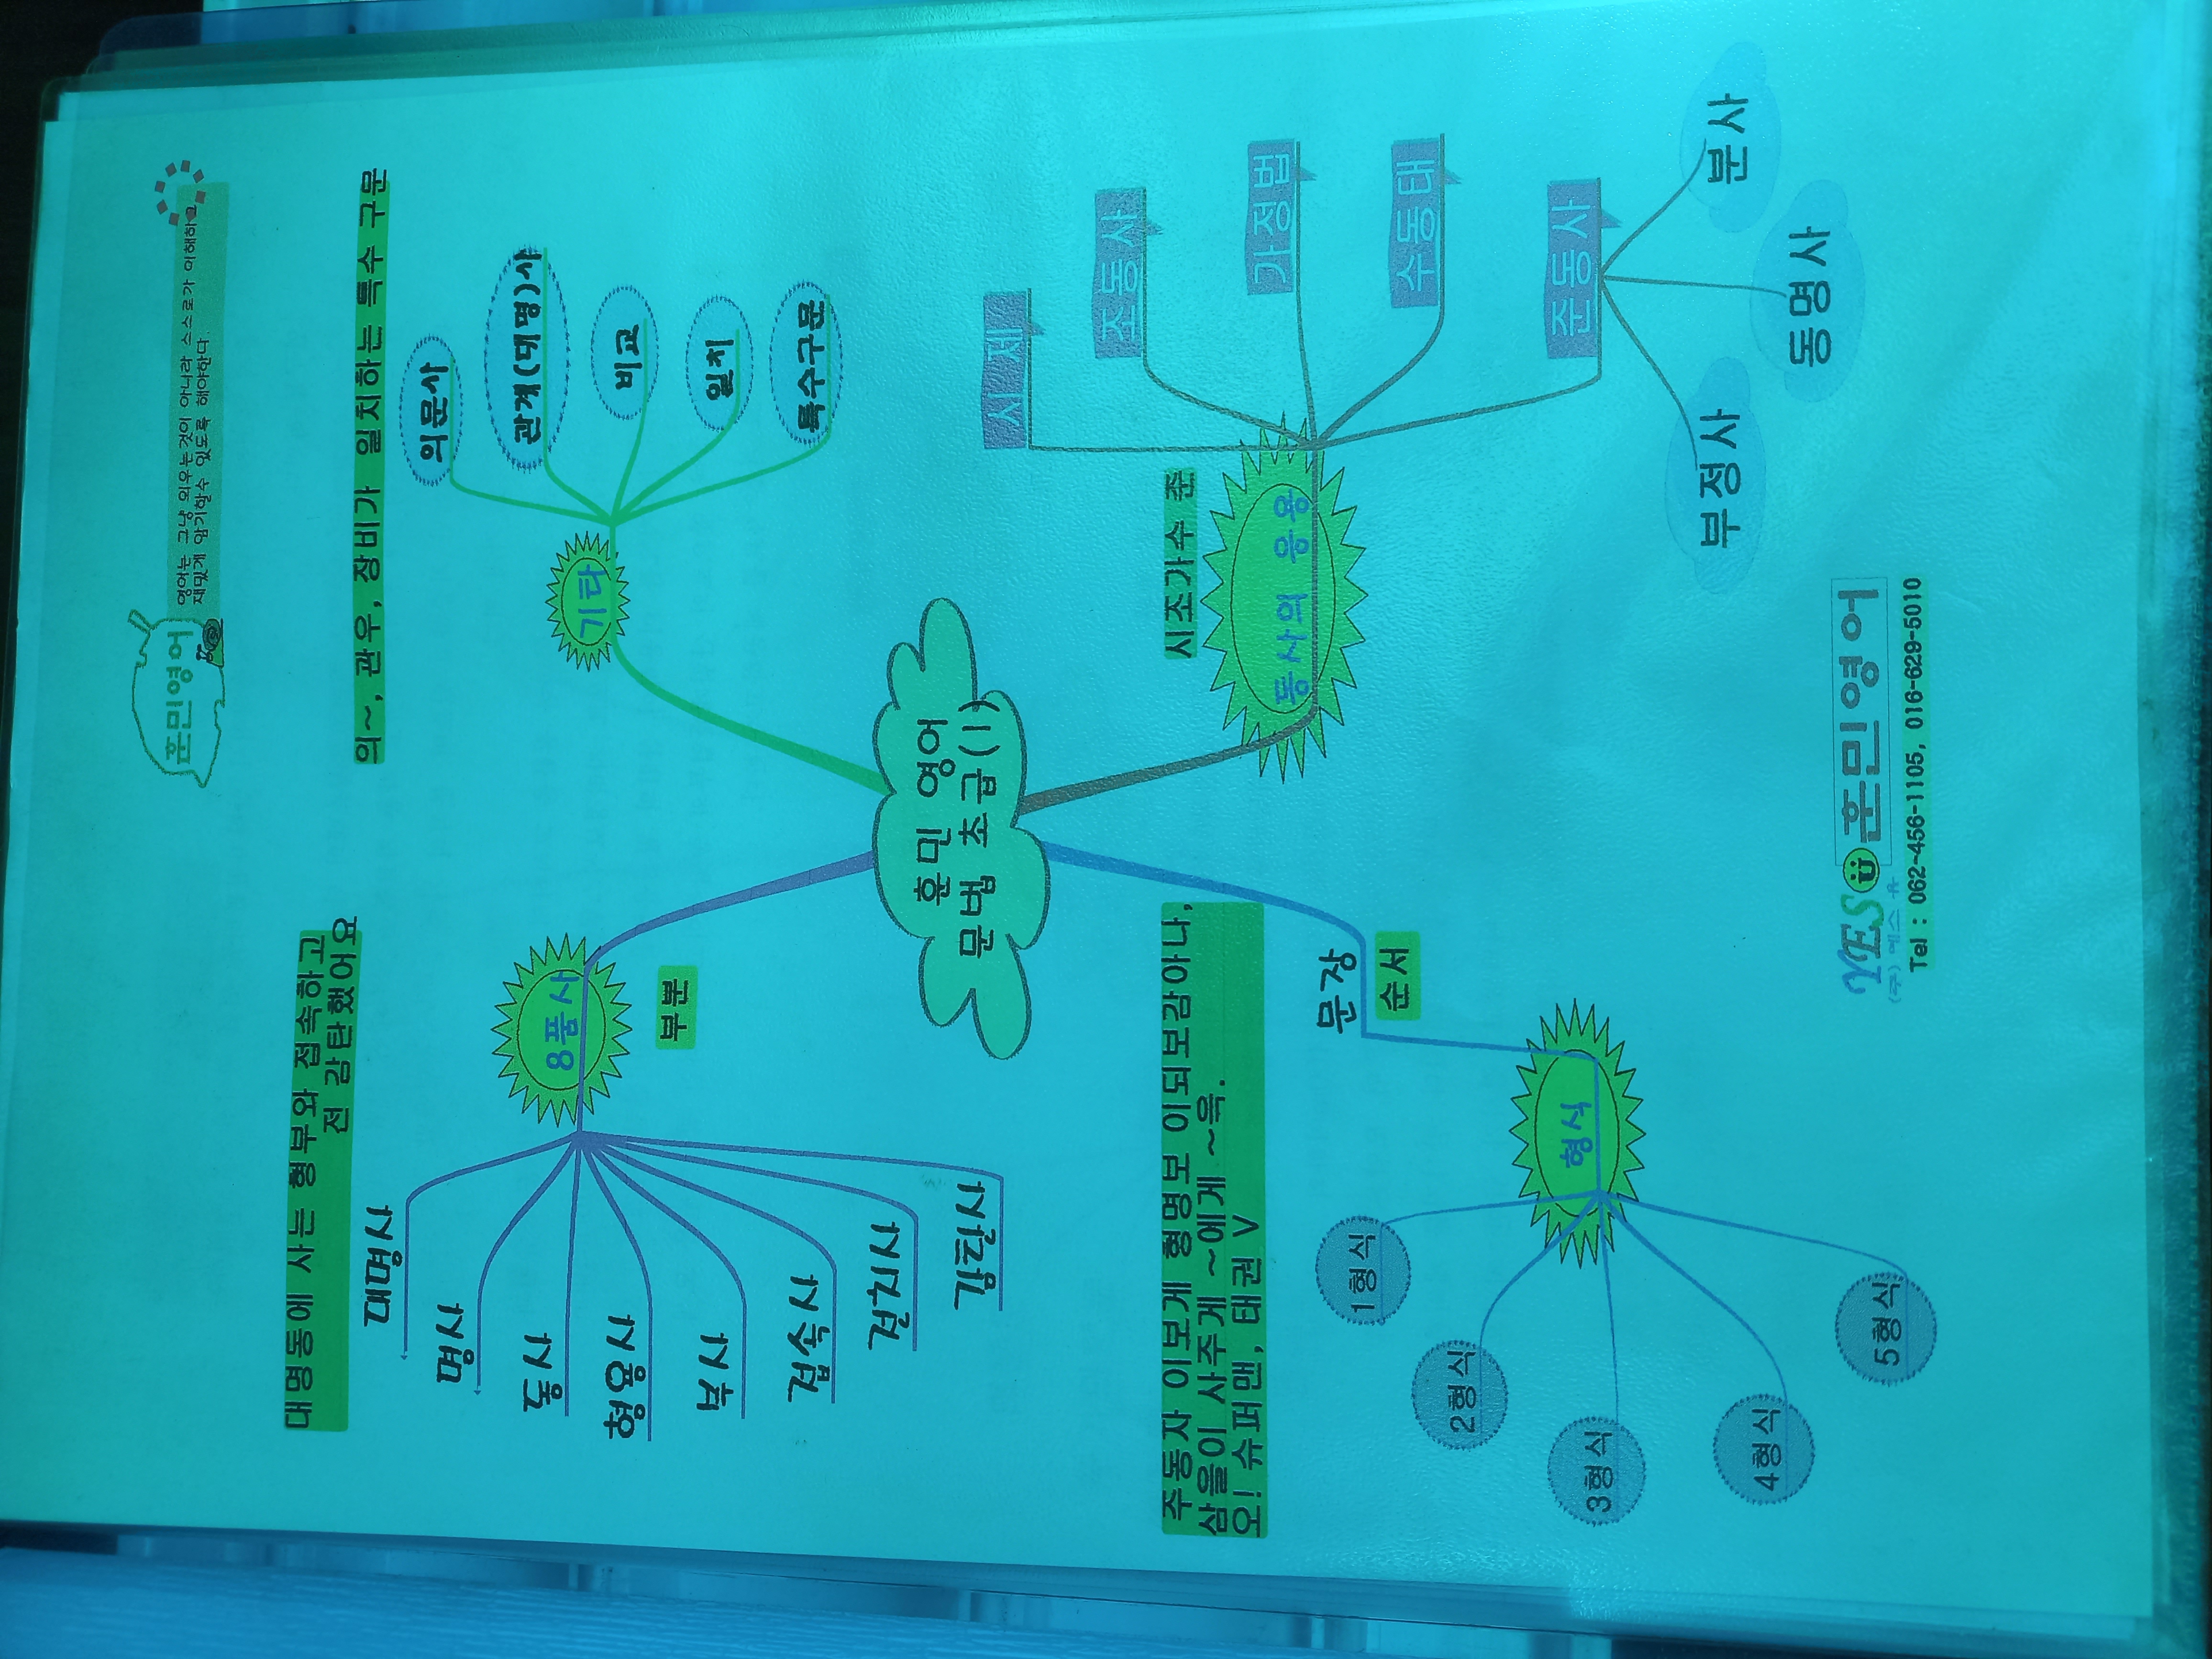 훈민영어
영어는 그냥 외우는것이 아니라 스스로가 이해하고
재밌게 암기할수 있도록 해야한다.
대명동에 사는 형부와 접속하고
전 감탄했어요
대명사
명사
동사
형용사
부사
접속사
전치사
감탄사
8품사
부분
의~, 관우, 장비가 일치하는 특수 구문
의문사
관계(대명)사
비교
일치
특수구문
기타
훈민 영어
문법 초급(1)
주동자 이보게 형명보 이되보감아나,
삼을이 사주게 ~에게 ~윽.
오! 슈퍼맨, 태권 V
문장
순서
형식
1형식
2형식
3형식
4형식
5형식
시조가수 준
동사의 응용
시 제
조동사
가정법
수동태
준동사
부정사
동명사
분사
YES U 훈민영어
(주) 예스 유
Tel : 062-456-1105, 016-629-5010